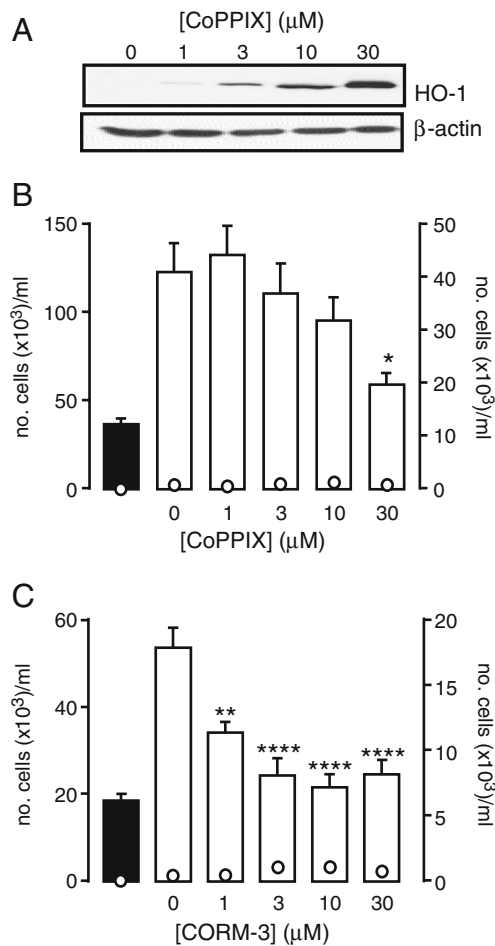 A
[CoPPIX] (μM)
0 1 3 10 30
HO-1
β-actin
B
no. cells (x10³)/ml
150
100
50
0
*
50
40
30
20
10
0
no. cells (x10³)/ml
0 1 3 10 30
[CoPPIX] (μM)
C
no. cells (x10³)/ml
60
40
20
0
**
****
****
****
20
15
10
5
0
no. cells (x10³)/ml
0 1 3 10 30
[CORM-3] (μM)